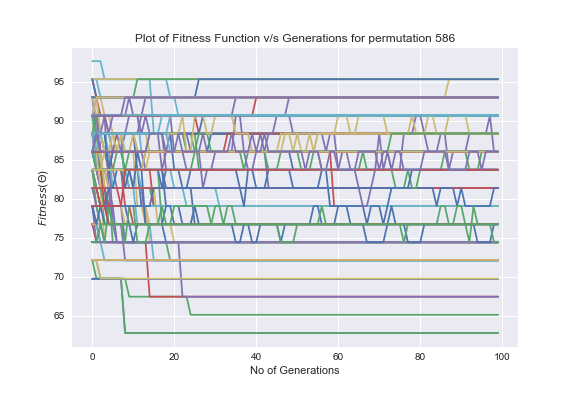 Plot of Fitness Function v/s Generations for permutation 586
95
90
85
80
75
70
65
Fitness(Θ)
0 20 40 60 80 100
No of Generations